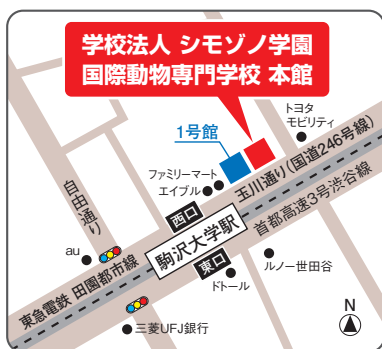 学校法人 シモゾノ学園
国際動物専門学校 本館
トヨタ
モビリティ
1号館
ファミリーマート
エイブル
玉川通り(国道246号線)
首都高速3号渋谷線
自由通り
西口
駒沢大学駅
東口
au
ルノー世田谷
ドトール
東急電鉄 田園都市線
三菱UFJ銀行
N